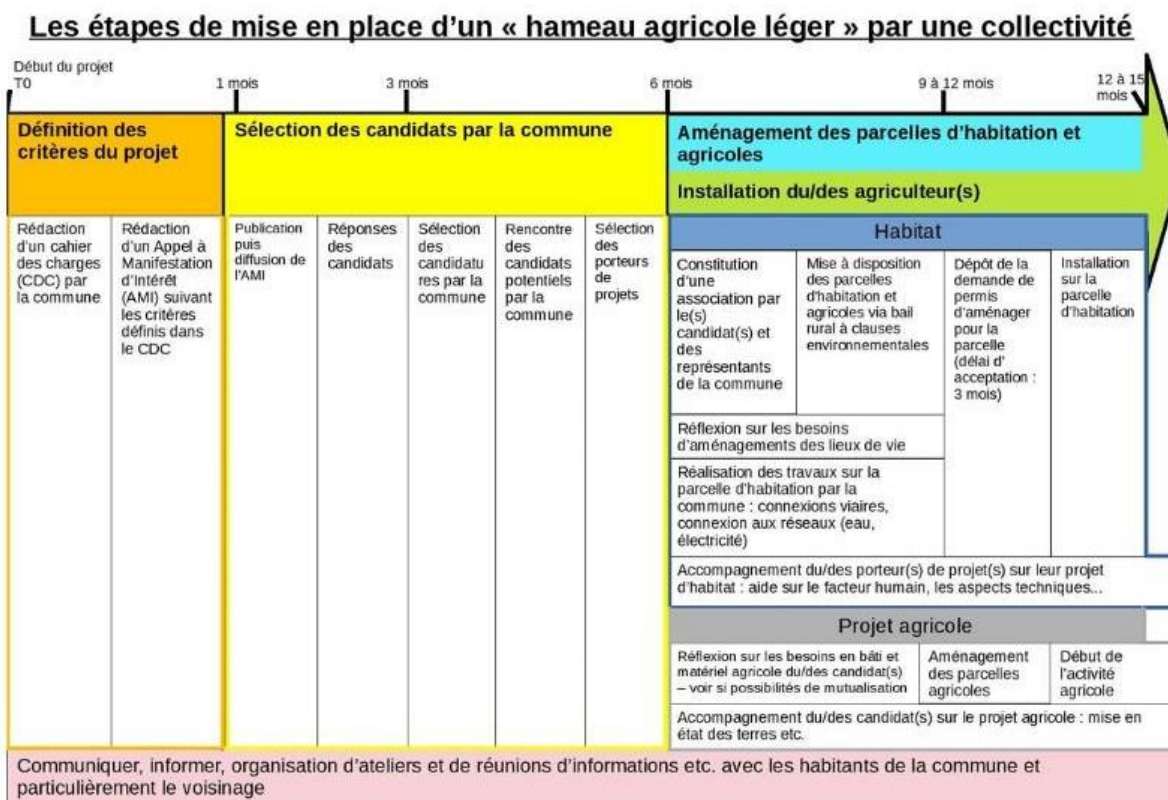 Les étapes de mise en place d'un « hameau agricole léger » par une collectivité
Début du projet
T0
1 mois
3 mois
6 mois
9 à 12 mois
12 à 15
mois
Définition des
critères du projet
Sélection des candidats par la commune
Aménagement des parcelles d'habitation et
agricoles
Installation du/des agriculteur(s)
Rédaction
d'un cahier
des charges
(CDC) par
la commune
Rédaction
d'un Appel à
Manifestation
d'Intérêt
(AMI) suivant
les critères
définis dans
le CDC
Publication
puis
diffusion de
l'AMI
Réponses
des
candidats
Sélection
des
candidatu
res par la
commune
Rencontre
des
candidats
potentiels
par la
commune
Sélection
des
porteurs
de
projets
Habitat
Constitution
d'une
association par
le(s)
candidat(s) et
des
représentants
de la commune
Mise à disposition
des parcelles
d'habitation et
agricoles via bail
rural à clauses
environnementales
Dépôt de la
demande de
permis
d'aménager
pour la
parcelle
(délai d'
acceptation :
3 mois)
Installation
sur la
parcelle
d'habitation
Réflexion sur les besoins
d'aménagements des lieux de vie
Réalisation des travaux sur la
parcelle d'habitation par la
commune : connexions viaires,
connexion aux réseaux (eau,
électricité)
Accompagnement du/des porteur(s) de projet(s) sur leur projet
d'habitat : aide sur le facteur humain, les aspects techniques...
Projet agricole
Réflexion sur les besoins en bâti et
matériel agricole du/des candidat(s)
– voir si possibilités de mutualisation
Aménagement
des parcelles
agricoles
Début de
l'activité
agricole
Accompagnement du/des candidat(s) sur le projet agricole : mise en
état des terres etc.
Communiquer, informer, organisation d'ateliers et de réunions d'informations etc. avec les habitants de la commune et
particulièrement le voisinage